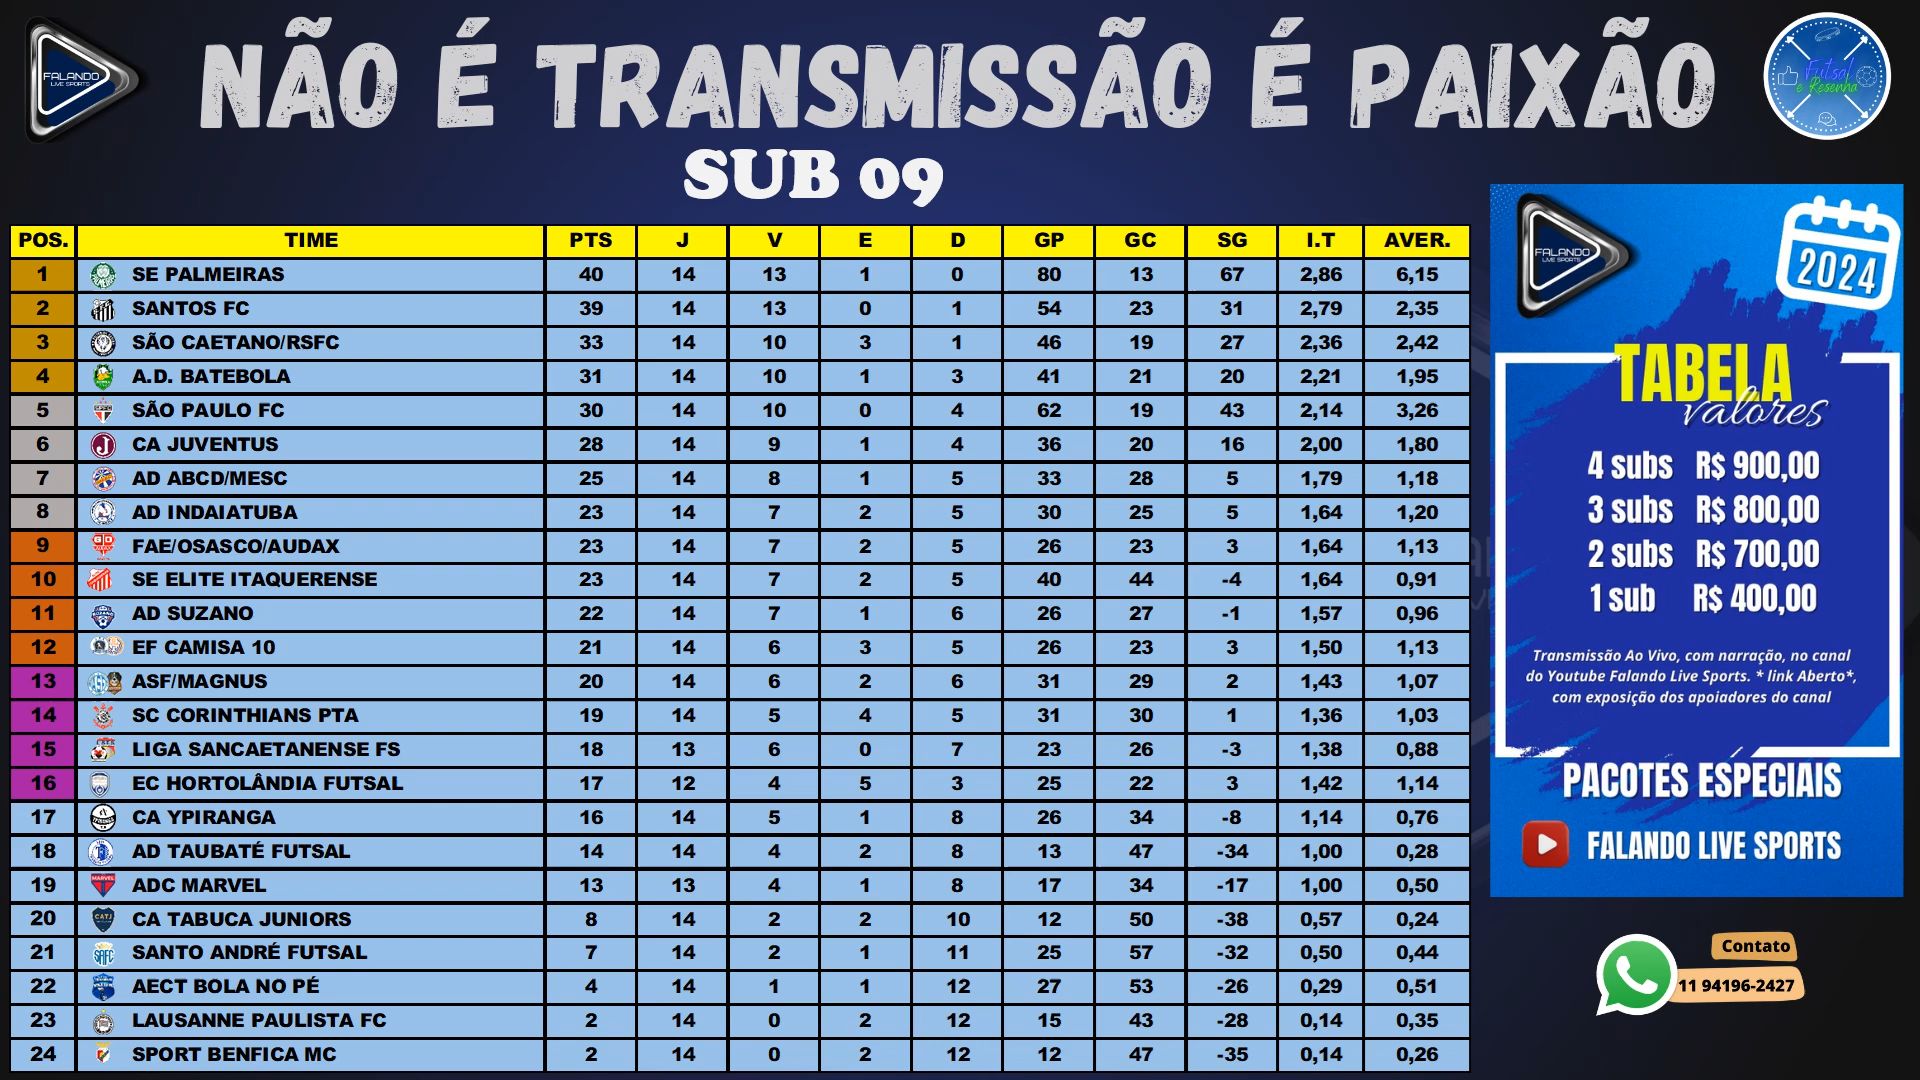 FALANDO
LIVE SPORTS
NÃO É TRANSMISSÃO É PAIXÃO
Futsal
e Resenha
SUB 09
POS. TIME PTS J V E D GP GC SG I.T AVER.
1 SE PALMEIRAS 40 14 13 1 0 80 13 67 2,86 6,15
2 SANTOS FC 39 14 13 0 1 54 23 31 2,79 2,35
3 SÃO CAETANO/RSFC 33 14 10 3 1 46 19 27 2,36 2,42
4 A.D. BATEBOLA 31 14 10 1 3 41 21 20 2,21 1,95
5 SÃO PAULO FC 30 14 10 0 4 62 19 43 2,14 3,26
6 CA JUVENTUS 28 14 9 1 4 36 20 16 2,00 1,80
7 AD ABCD/MESC 25 14 8 1 5 33 28 5 1,79 1,18
8 AD INDAIATUBA 23 14 7 2 5 30 25 5 1,64 1,20
9 FAE/OSASCO/AUDAX 23 14 7 2 5 26 23 3 1,64 1,13
10 SE ELITE ITAQUERENSE 23 14 7 2 5 40 44 -4 1,64 0,91
11 AD SUZANO 22 14 7 1 6 26 27 -1 1,57 0,96
12 EF CAMISA 10 21 14 6 3 5 26 23 3 1,50 1,13
13 ASF/MAGNUS 20 14 6 2 6 31 29 2 1,43 1,07
14 SC CORINTHIANS PTA 19 14 5 4 5 31 30 1 1,36 1,03
15 LIGA SANCAETANENSE FS 18 13 6 0 7 23 26 -3 1,38 0,88
16 EC HORTOLÂNDIA FUTSAL 17 12 4 5 3 25 22 3 1,42 1,14
17 CA YPIRANGA 16 14 5 1 8 26 34 -8 1,14 0,76
18 AD TAUBATÉ FUTSAL 14 14 4 2 8 13 47 -34 1,00 0,28
19 ADC MARVEL 13 13 4 1 8 17 34 -17 1,00 0,50
20 CA TABUCA JUNIORS 8 14 2 2 10 12 50 -38 0,57 0,24
21 SANTO ANDRÉ FUTSAL 7 14 2 1 11 25 57 -32 0,50 0,44
22 AECT BOLA NO PÉ 4 14 1 1 12 27 53 -26 0,29 0,51
23 LAUSANNE PAULISTA FC 2 14 0 2 12 15 43 -28 0,14 0,35
24 SPORT BENFICA MC 2 14 0 2 12 12 47 -35 0,14 0,26
FALANDO
LIVE SPORTS
2024
TABELA
valores
4 subs R$ 900,00
3 subs R$ 800,00
2 subs R$ 700,00
1 sub R$ 400,00
Transmissão Ao Vivo, com narração, no canal
do Youtube Falando Live Sports. * link Aberto*,
com exposição dos apoiadores do canal
PACOTES ESPECIAIS
FALANDO LIVE SPORTS
Contato
11 94196-2427